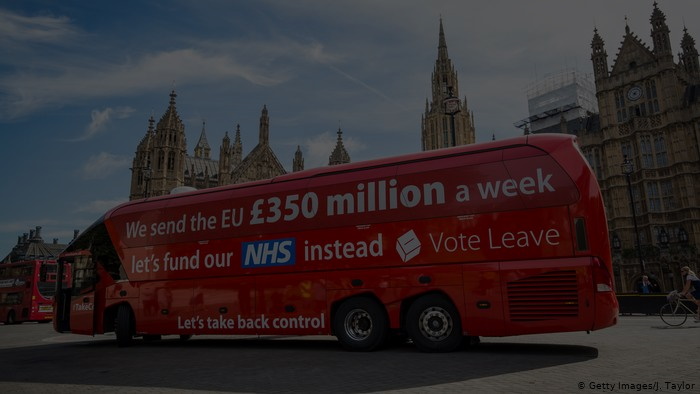 We send the EU £350 million a week
let's fund our NHS instead Vote Leave
Let's take back control
© Getty Images/J. Taylor